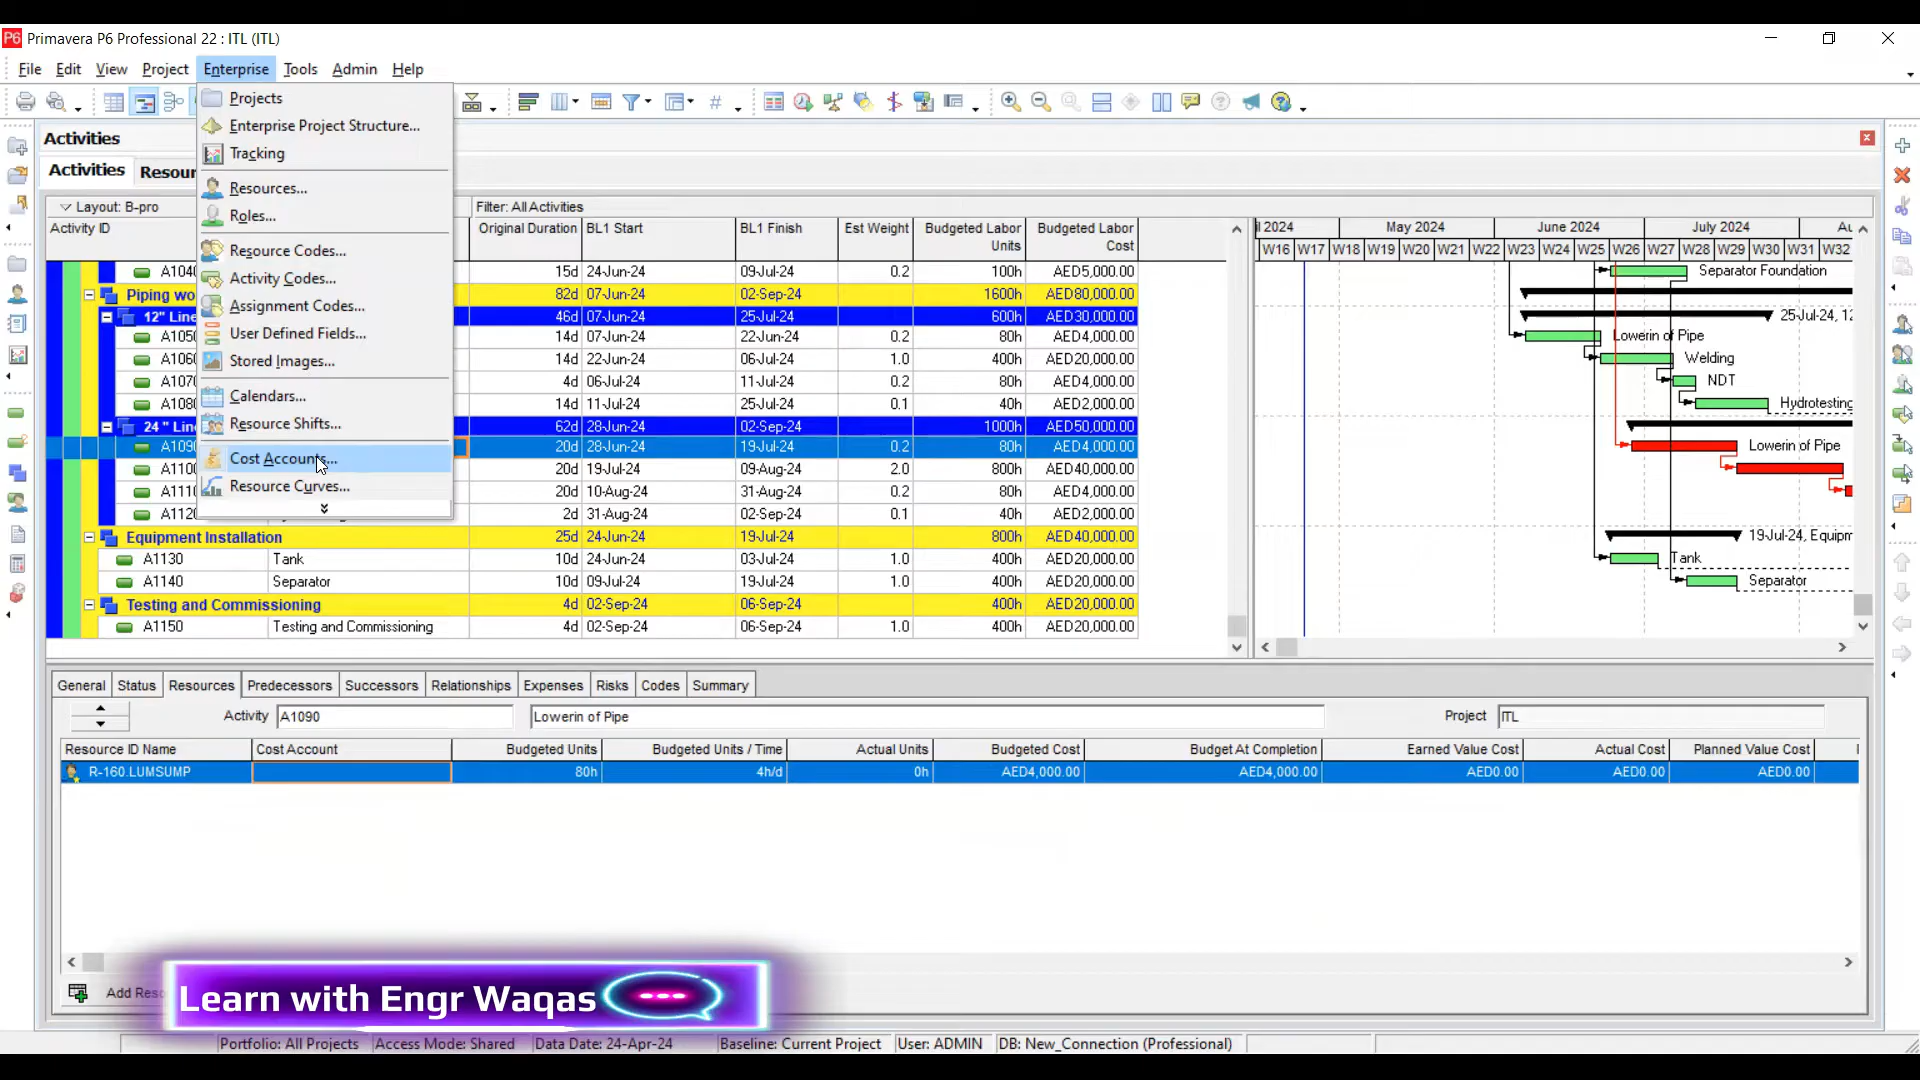 P6 Primavera P6 Professional 22 : ITL (ITL)
File Edit View Project Enterprise Tools Admin Help
Projects
Enterprise Project Structure...
Tracking
Resources...
Roles...
Resource Codes...
Activity Codes...
Assignment Codes...
User Defined Fields...
Stored Images...
Calendars...
Resource Shifts...
Cost Accounts...
Resource Curves...
Activities
Activities Resour
Layout: B-pro Filter: All Activities
Activity ID Original Duration BL1 Start BL1 Finish Est Weight Budgeted Labor Units Budgeted Labor Cost
A1040 15d 24-Jun-24 09-Jul-24 0.2 100h AED5,000.00
Piping wo 82d 07-Jun-24 02-Sep-24 1600h AED80,000.00
12" Line 46d 07-Jun-24 25-Jul-24 600h AED30,000.00
A1050 14d 07-Jun-24 22-Jun-24 0.2 80h AED4,000.00
A1060 14d 22-Jun-24 06-Jul-24 1.0 400h AED20,000.00
A1070 4d 06-Jul-24 11-Jul-24 0.2 80h AED4,000.00
A1080 14d 11-Jul-24 25-Jul-24 0.1 40h AED2,000.00
24 " Line 62d 28-Jun-24 02-Sep-24 1000h AED50,000.00
A1090 20d 28-Jun-24 19-Jul-24 0.2 80h AED4,000.00
A1100 20d 19-Jul-24 09-Aug-24 2.0 800h AED40,000.00
A1110 20d 10-Aug-24 31-Aug-24 0.2 80h AED4,000.00
A1120 2d 31-Aug-24 02-Sep-24 0.1 40h AED2,000.00
Equipment Installation 25d 24-Jun-24 19-Jul-24 800h AED40,000.00
A1130 Tank 10d 24-Jun-24 03-Jul-24 1.0 400h AED20,000.00
A1140 Separator 10d 09-Jul-24 19-Jul-24 1.0 400h AED20,000.00
Testing and Commissioning 4d 02-Sep-24 06-Sep-24 400h AED20,000.00
A1150 Testing and Commissioning 4d 02-Sep-24 06-Sep-24 1.0 400h AED20,000.00
il 2024 May 2024 June 2024 July 2024 Au
W16 W17 W18 W19 W20 W21 W22 W23 W24 W25 W26 W27 W28 W29 W30 W31 W32
Separator Foundation
25-Jul-24, 12
Lowerin of Pipe
Welding
NDT
Hydrotesting
Lowerin of Pipe
19-Jul-24, Equipm
Tank
Separator
General Status Resources Predecessors Successors Relationships Expenses Risks Codes Summary
Activity A1090 Lowerin of Pipe Project ITL
Resource ID Name Cost Account Budgeted Units Budgeted Units / Time Actual Units Budgeted Cost Budget At Completion Earned Value Cost Actual Cost Planned Value Cost
R-160.LUMSUMP 80h 4h/d 0h AED4,000.00 AED4,000.00 AED0.00 AED0.00 AED0.00
Add Reso
Learn with Engr Waqas
Portfolio: All Projects Access Mode: Shared Data Date: 24-Apr-24 Baseline: Current Project User: ADMIN DB: New_Connection (Professional)